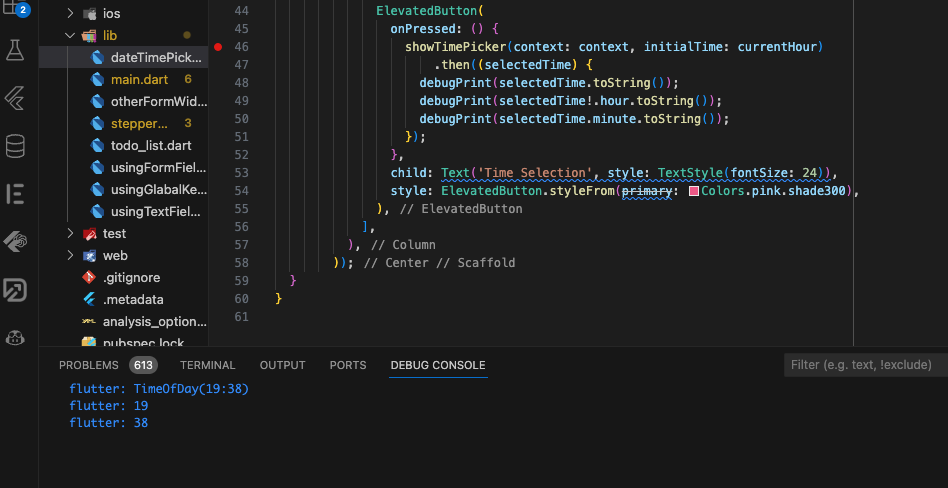 2
ios
lib
dateTimePick...
main.dart 6
otherFormWid...
stepper... 3
todo_list.dart
usingFormFiel...
usingGlabalKe...
usingTextFiel...
test
web
.gitignore
.metadata
analysis_option...
pubspec.lock
44 ElevatedButton(
45 onPressed: () {
46 showTimePicker(context: context, initialTime: currentHour)
47 .then((selectedTime) {
48 debugPrint(selectedTime.toString());
49 debugPrint(selectedTime!.hour.toString());
50 debugPrint(selectedTime.minute.toString());
51 });
52 },
53 child: Text('Time Selection', style: TextStyle(fontSize: 24)),
54 style: ElevatedButton.styleFrom(primary: Colors.pink.shade300),
55 ), // ElevatedButton
56 ],
57 ), // Column
58 )); // Center // Scaffold
59 }
60 }
61
PROBLEMS 613 TERMINAL OUTPUT PORTS DEBUG CONSOLE Filter (e.g. text, !exclude)
flutter: TimeOfDay(19:38)
flutter: 19
flutter: 38